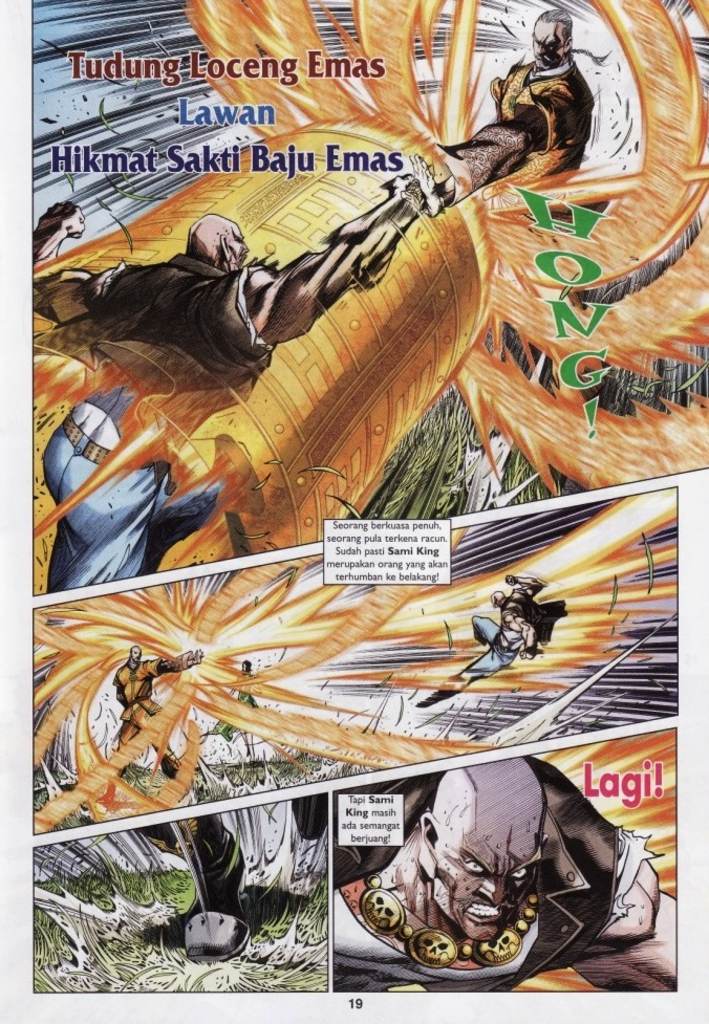 Tudung Loceng Emas
Lawan
Hikmat Sakti Baju Emas
HONG!
Seorang berkuasa penuh,
seorang pula terkena racun.
Sudah pasti Sami King
merupakan orang yang akan
terhumban ke belakang!
Tapi Sami
King masih
ada semangat
berjuang!
Lagi!
19